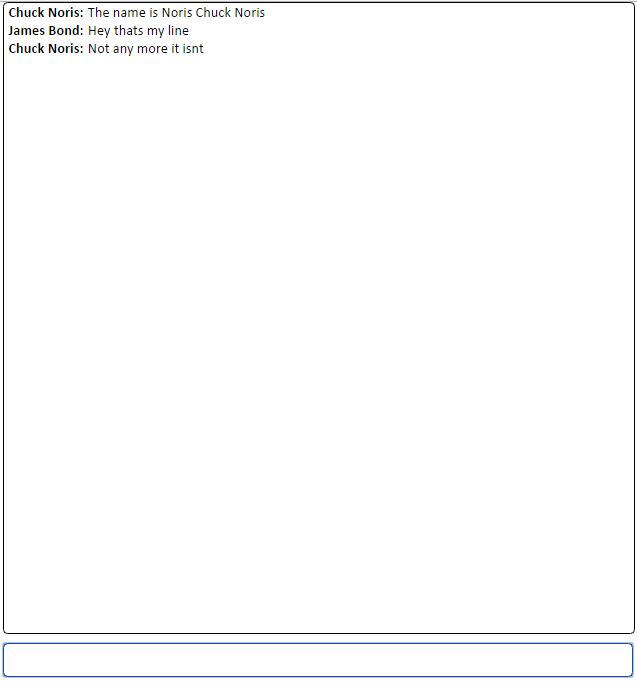 Chuck Noris: The name is Noris Chuck Noris
James Bond: Hey thats my line
Chuck Noris: Not any more it isnt